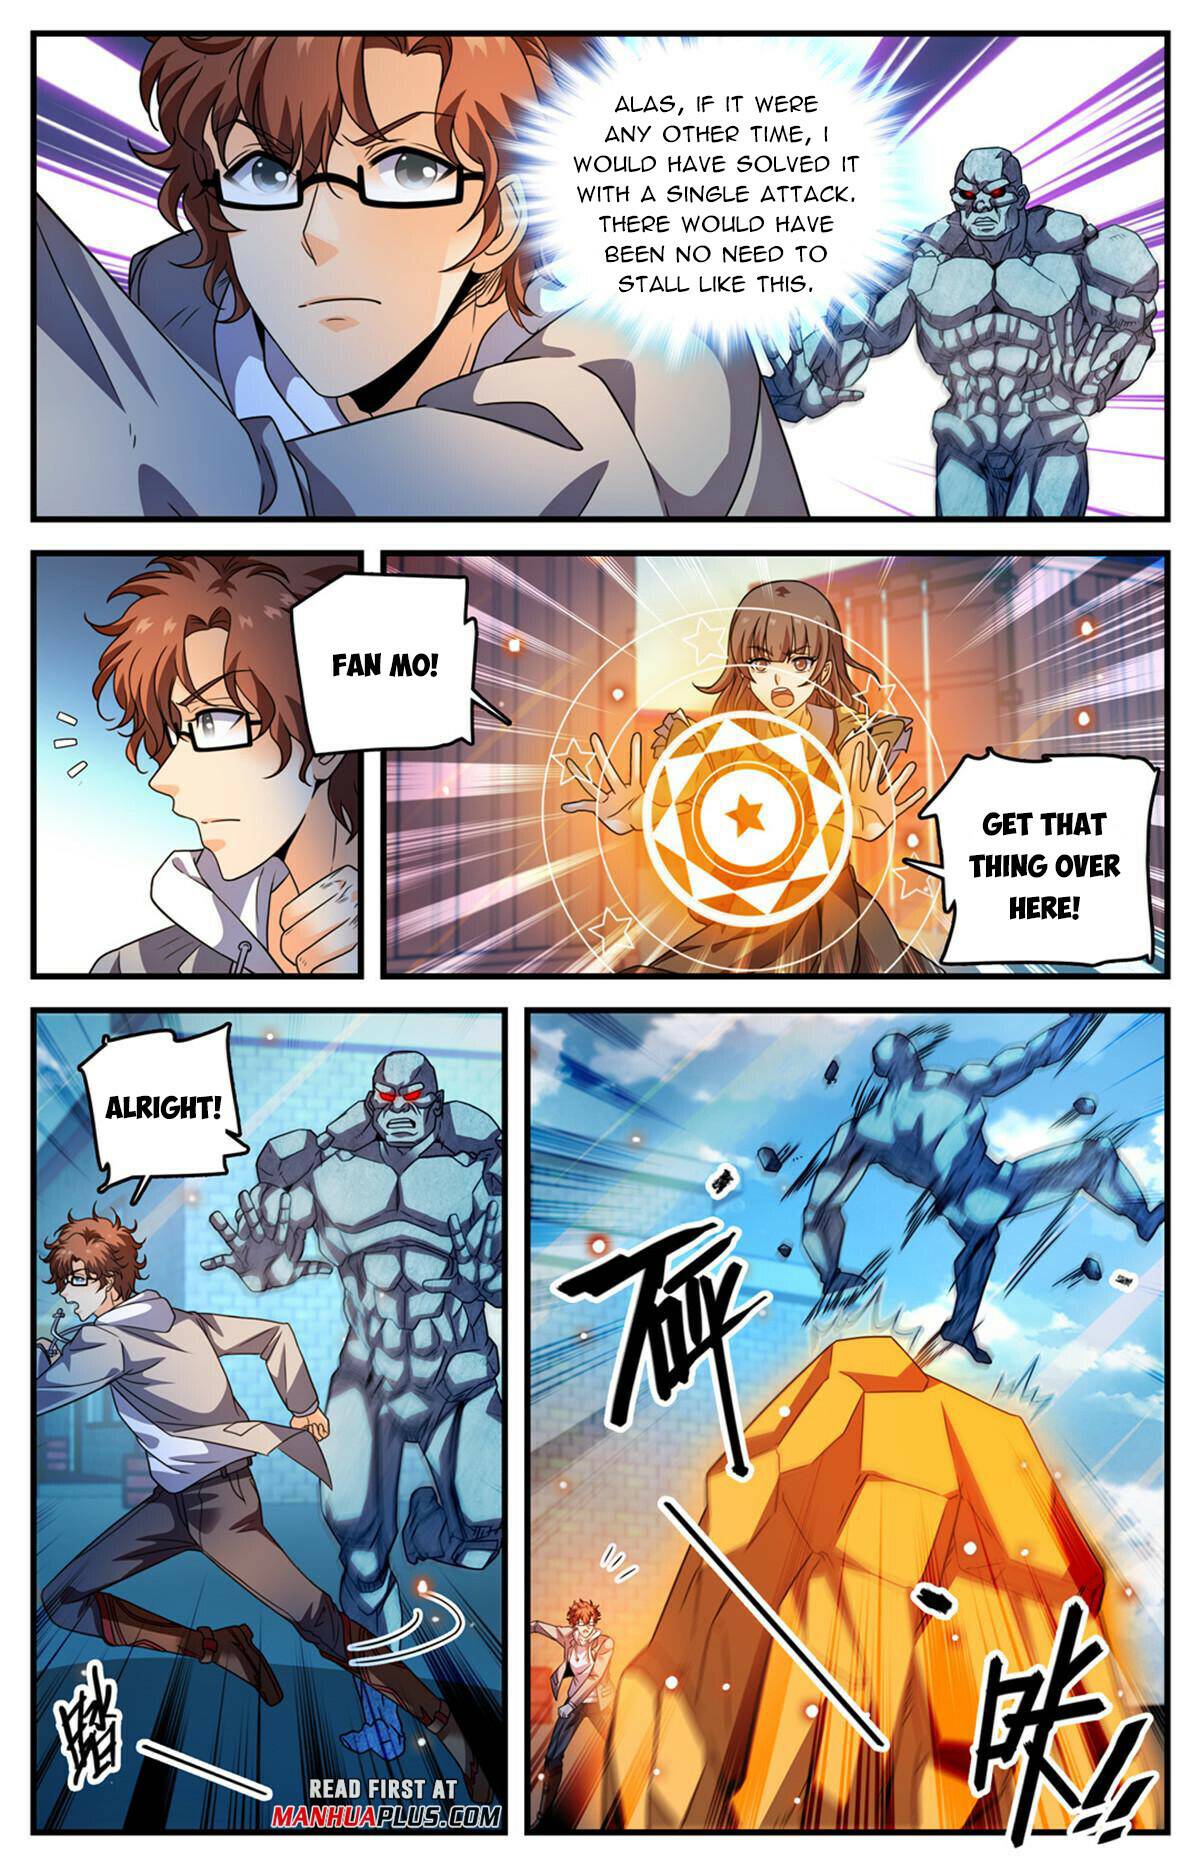 ALAS, IF IT WERE
ANY OTHER TIME, I
WOULD HAVE SOLVED IT
WITH A SINGLE ATTACK.
THERE WOULD HAVE
BEEN NO NEED TO
STALL LIKE THIS.
FAN MO!
GET THAT
THING OVER
HERE!
ALRIGHT!
踏
READ FIRST AT
MANHUAPLUS.COM
咔!!